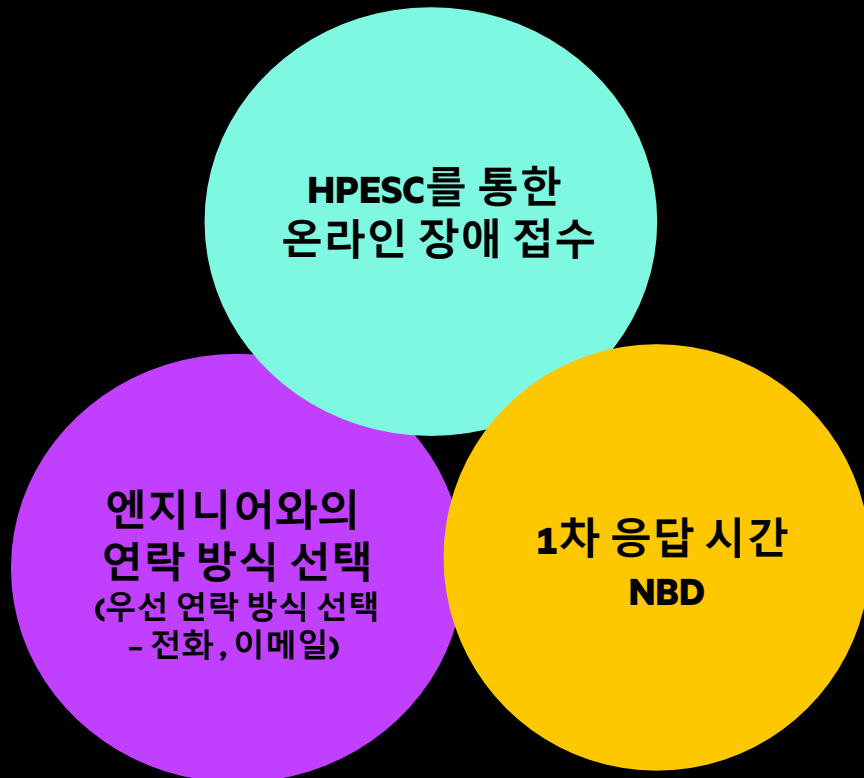 HPESC를 통한
온라인 장애 접수
엔지니어와의
연락 방식 선택
(우선 연락 방식 선택
– 전화 , 이메일)
1차 응답 시간
NBD